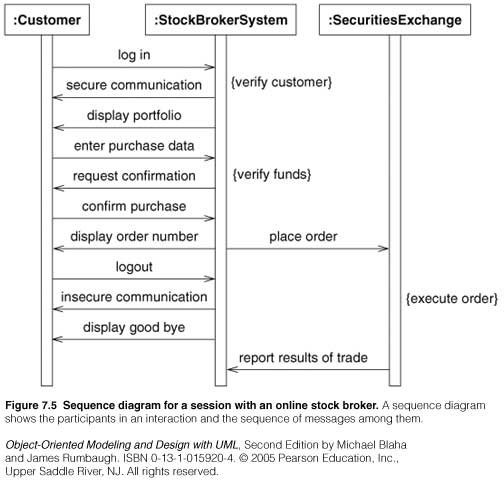 :Customer
:StockBrokerSystem
:SecuritiesExchange
log in
{verify customer}
secure communication
display portfolio
enter purchase data
request confirmation
{verify funds}
confirm purchase
display order number
place order
logout
insecure communication
{execute order}
display good bye
report results of trade
Figure 7.5 Sequence diagram for a session with an online stock broker. A sequence diagram
shows the participants in an interaction and the sequence of messages among them.
Object-Oriented Modeling and Design with UML, Second Edition by Michael Blaha
and James Rumbaugh. ISBN 0-13-1-015920-4. © 2005 Pearson Education, Inc.,
Upper Saddle River, NJ. All rights reserved.